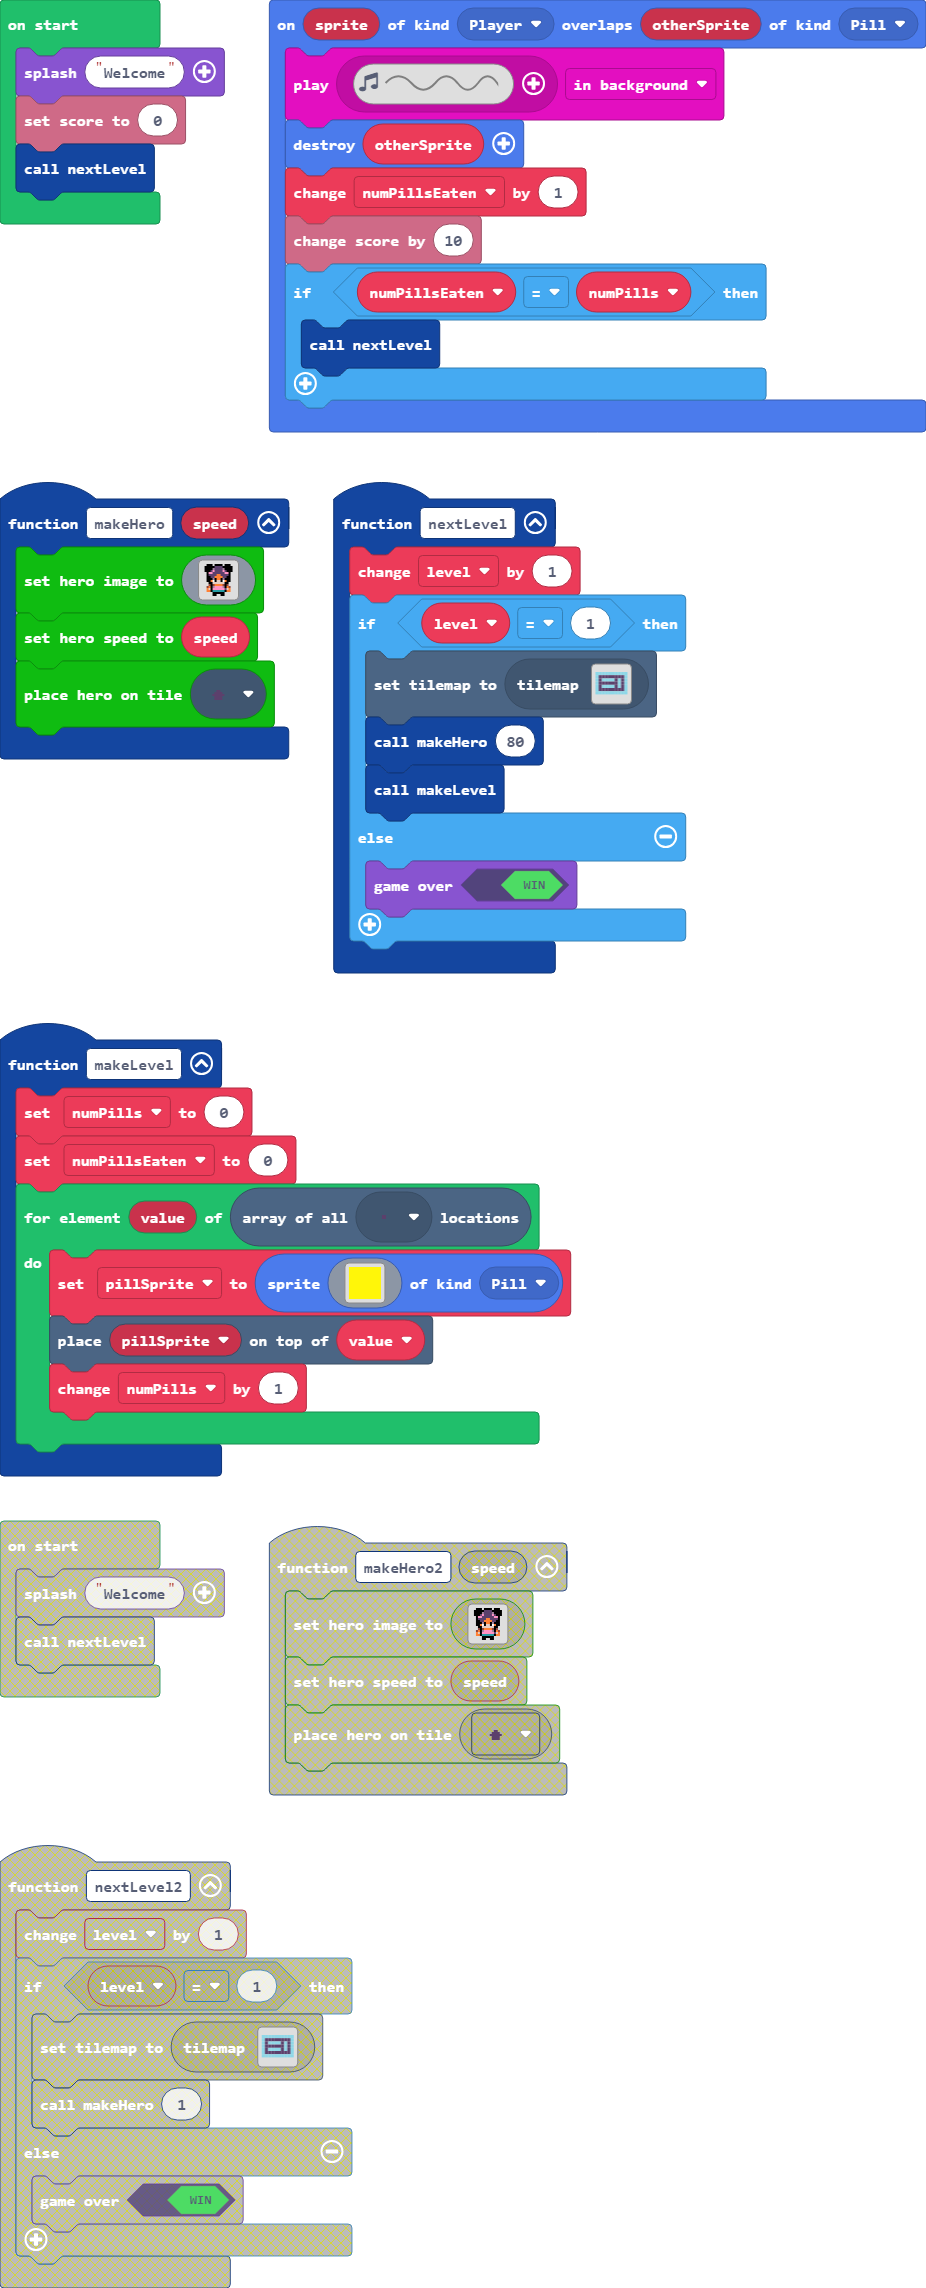 on start
splash "Welcome"
set score to 0
call nextLevel
on sprite of kind Player overlaps otherSprite of kind Pill
play in background
destroy otherSprite
change numPillsEaten by 1
change score by 10
if numPillsEaten = numPills then
call nextLevel
function makeHero speed
set hero image to
set hero speed to speed
place hero on tile
function nextLevel
change level by 1
if level = 1 then
set tilemap to tilemap
call makeHero 80
call makeLevel
else
game over WIN
function makeLevel
set numPills to 0
set numPillsEaten to 0
for element value of array of all locations
do
set pillSprite to sprite of kind Pill
place pillSprite on top of value
change numPills by 1
on start
splash "Welcome"
call nextLevel
function makeHero2 speed
set hero image to
set hero speed to speed
place hero on tile
function nextLevel2
change level by 1
if level = 1 then
set tilemap to tilemap
call makeHero 1
else
game over WIN